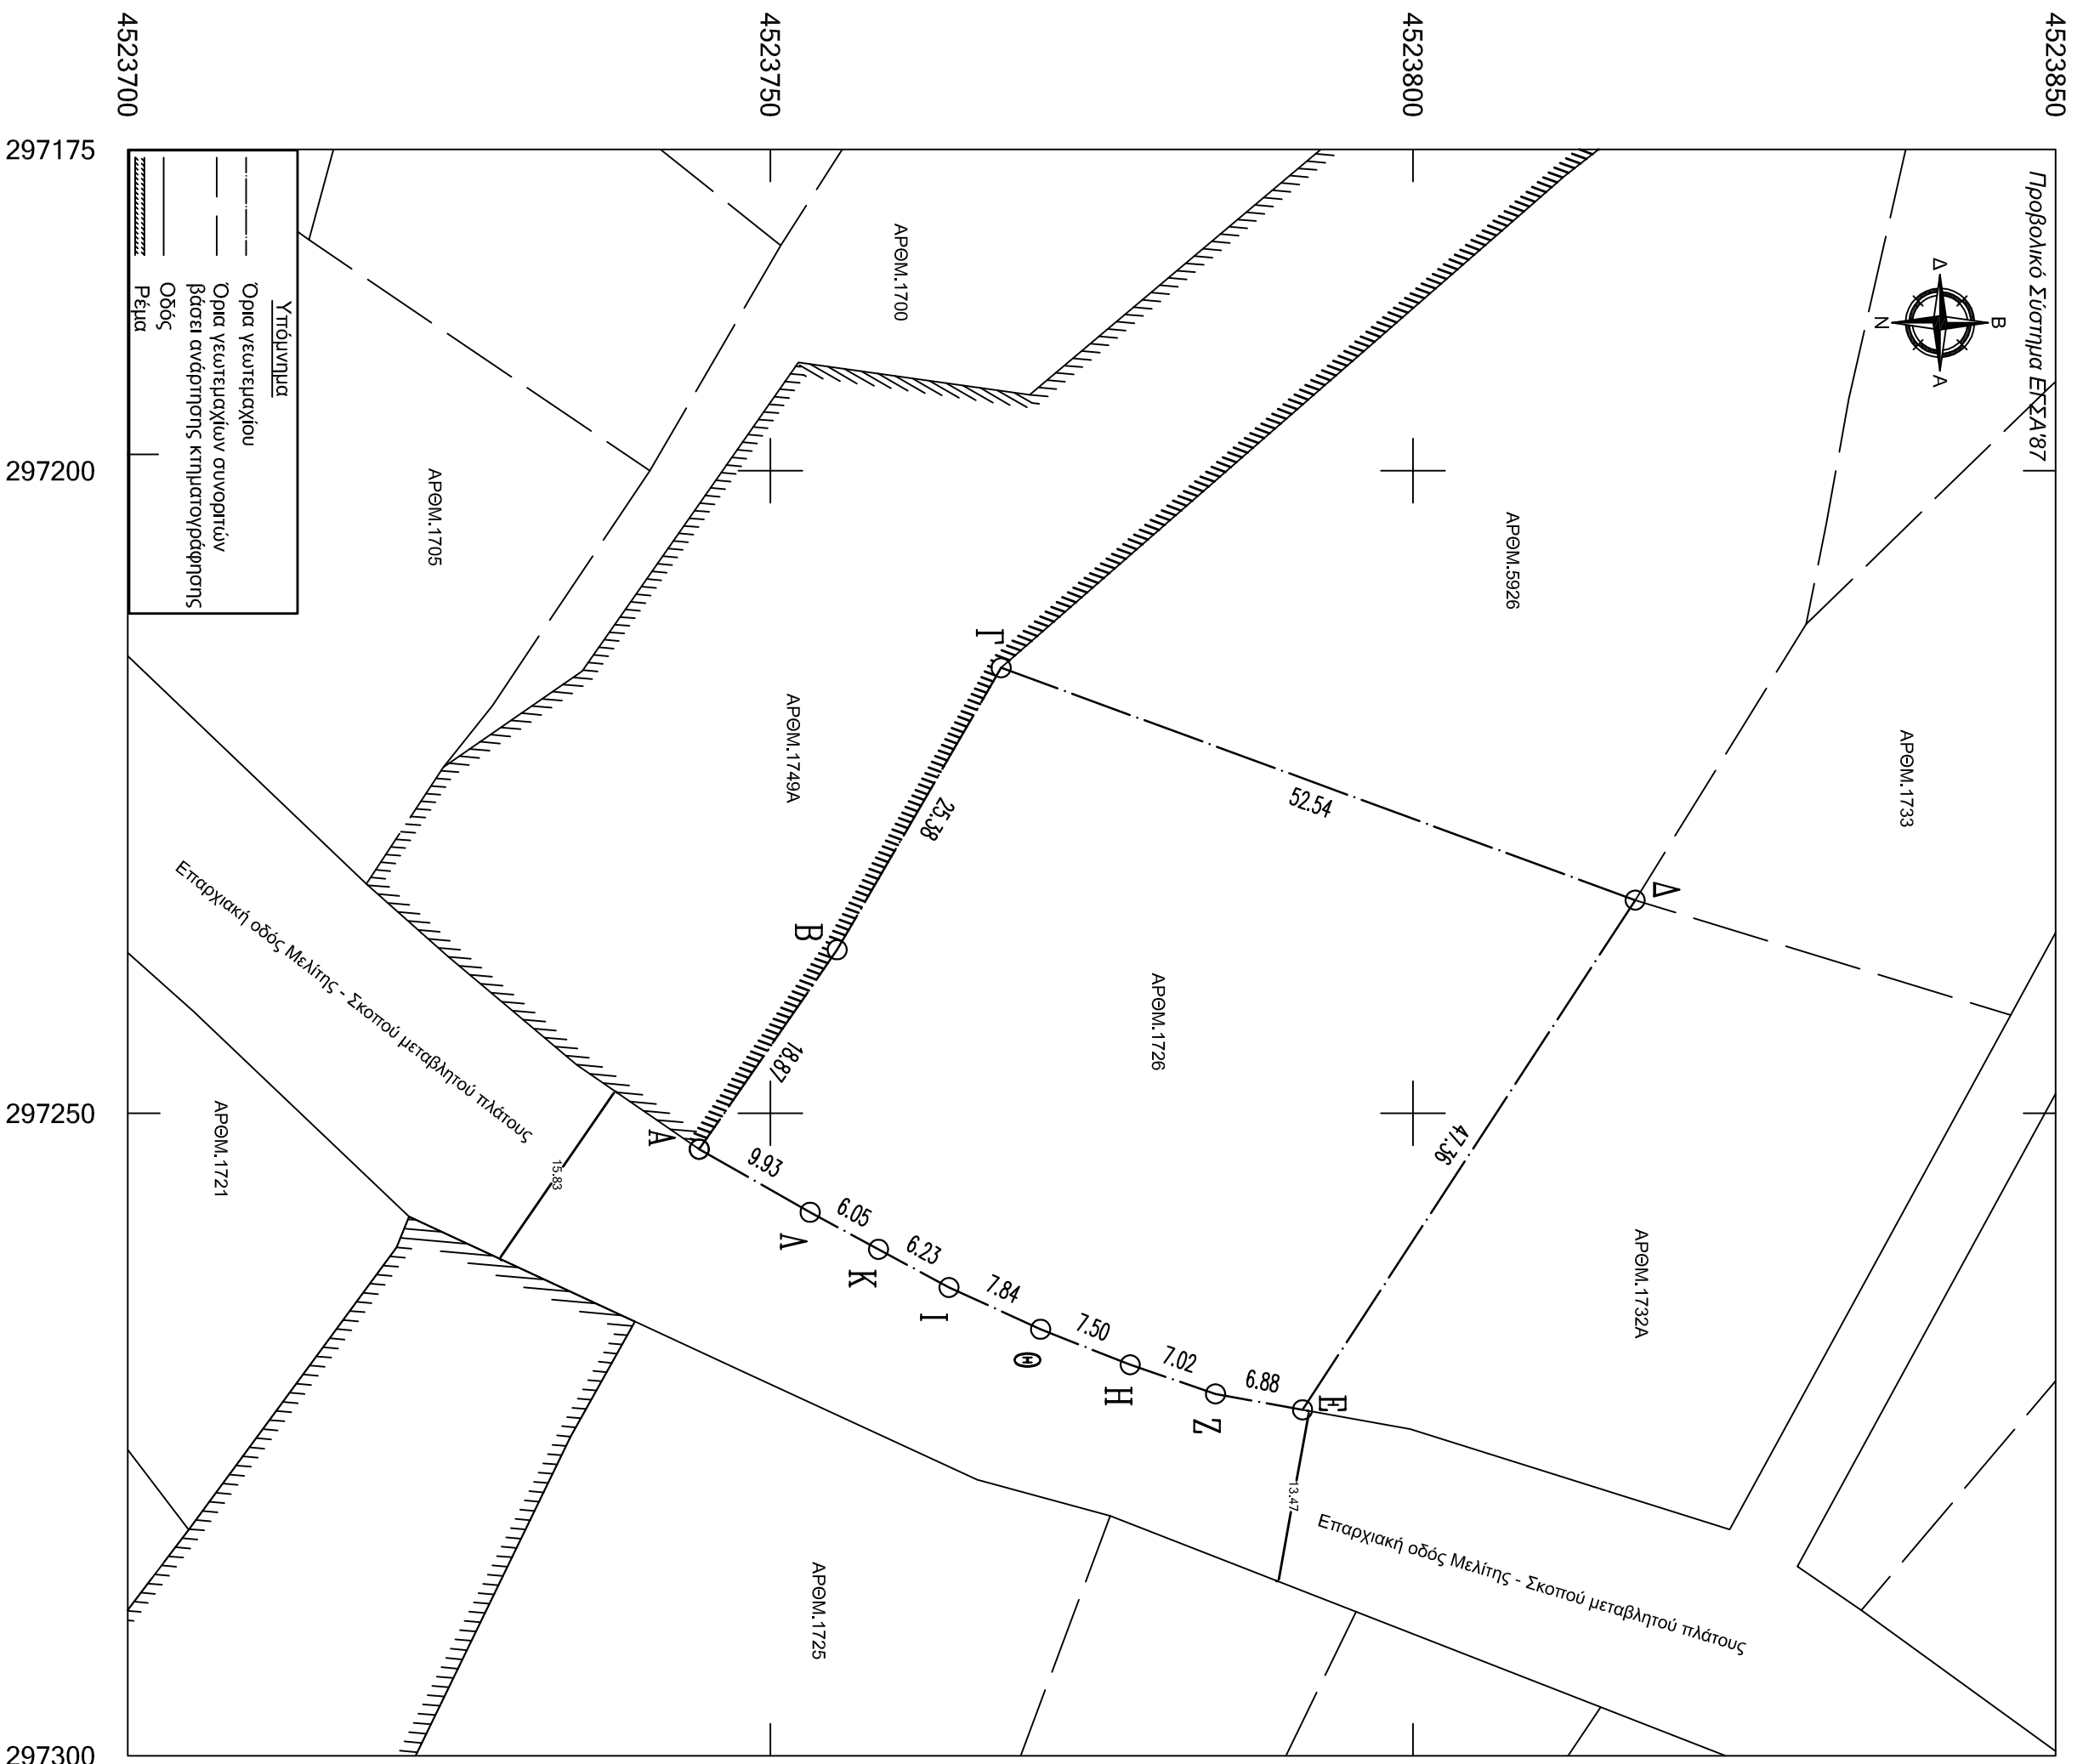 4523700
4523750
4523800
4523850
297175
297200
297250
297300
Προβολικό Σύστημα ΕΓΣΑ'87
Β
Δ
Α
Ν
Υπόμνημα
Όρια γεωτεμαχίου
Όρια γεωτεμαχίων συνοριτών
βάσει ανάρτησης κτηματογράφησης
Οδός
Ρέμα
ΑΡΘΜ.1700
ΑΡΘΜ.1705
ΑΡΘΜ.5926
ΑΡΘΜ.1733
ΑΡΘΜ.1749Α
ΑΡΘΜ.1726
ΑΡΘΜ.1732Α
ΑΡΘΜ.1721
ΑΡΘΜ.1725
Γ
Δ
Β
Α
Λ
Κ
Ι
Θ
Η
Ζ
Ε
52.54
25.38
18.87
47.36
9.93
6.05
6.23
7.84
7.50
7.02
6.88
15.83
13.47
Επαρχιακή οδός Μελίτης - Σκοπού μεταβλητού πλάτους
Επαρχιακή οδός Μελίτης - Σκοπού μεταβλητού πλάτους